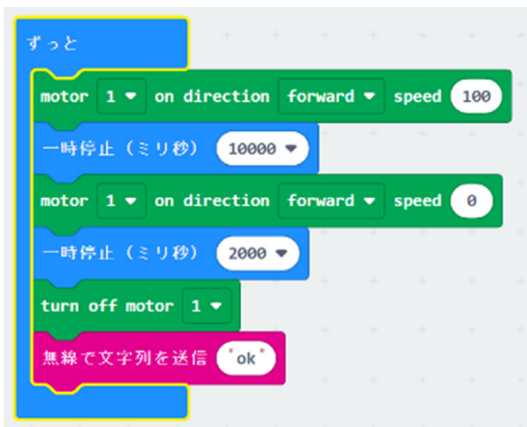 ずっと
motor 1 on direction forward speed 100
一時停止（ミリ秒） 10000
motor 1 on direction forward speed 0
一時停止（ミリ秒） 2000
turn off motor 1
無線で文字列を送信 "ok"